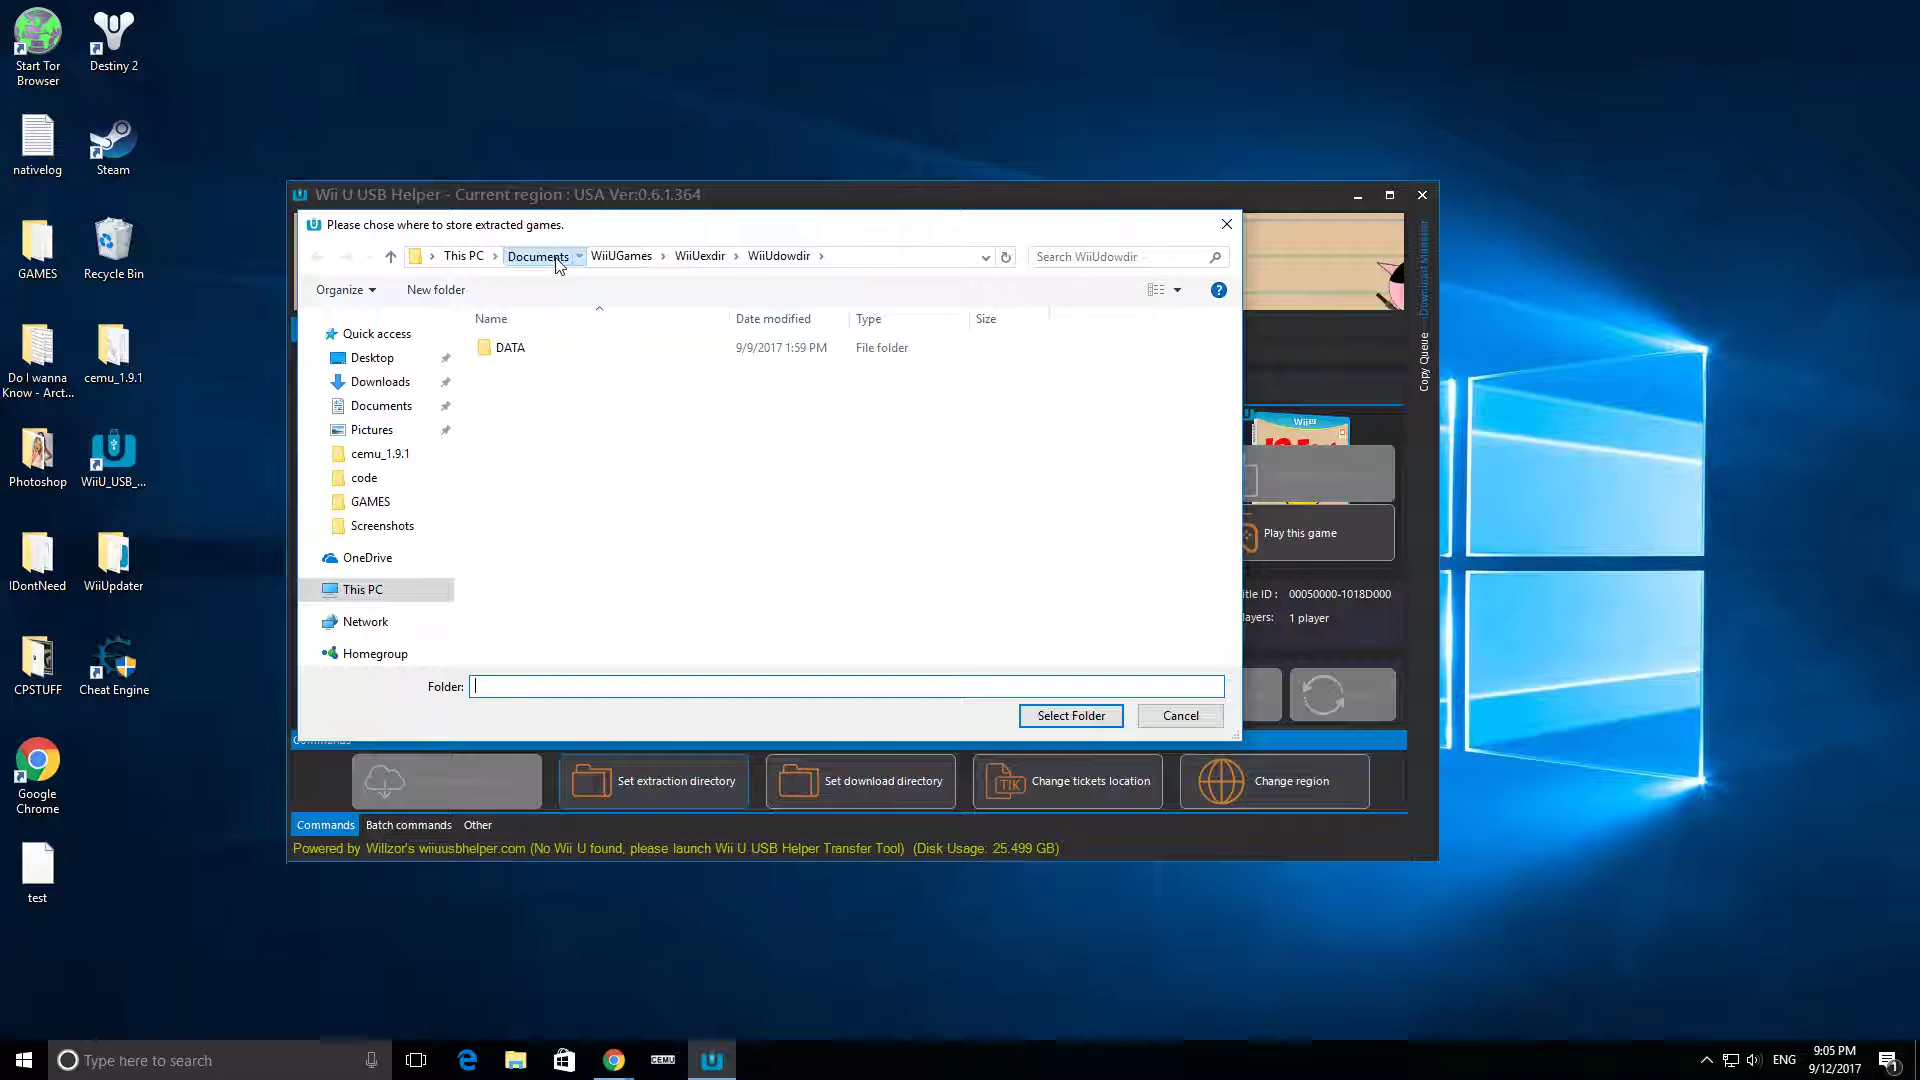 Start Tor
Browser
Destiny 2
nativelog
Steam
GAMES
Recycle Bin
Do I wanna
Know - Arct...
cemu_1.9.1
Photoshop
WiiU_USB_...
IDontNeed
WiiUpdater
CPSTUFF
Cheat Engine
Google
Chrome
test
Wii U USB Helper - Current region : USA Ver:0.6.1.364
Please chose where to store extracted games.
This PC
Documents
WiiUGames
WiiUexdir
WiiUdowdir
Search WiiUdowdir
Organize
New folder
?
Name
Date modified
Type
Size
DATA
9/9/2017 1:59 PM
File folder
Quick access
Desktop
Downloads
Documents
Pictures
cemu_1.9.1
code
GAMES
Screenshots
OneDrive
This PC
Network
Homegroup
Folder:
Select Folder
Cancel
Download Manager
Copy Queue
WiiU
Play this game
itle ID : 00050000-1018D000
layers: 1 player
Commands
Set extraction directory
Set download directory
TIK
Change tickets location
Change region
Commands
Batch commands
Other
Powered by Willzor's wiiuusbhelper.com (No Wii U found, please launch Wii U USB Helper Transfer Tool) (Disk Usage: 25.499 GB)
Type here to search
CEMU
ENG
9:05 PM
9/12/2017
1